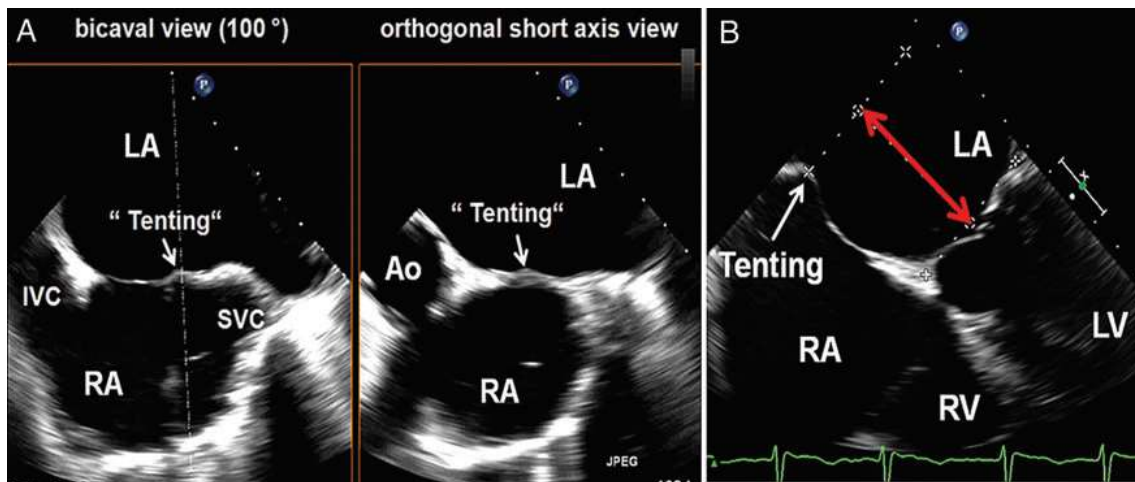 A
bicaval view (100 °)
orthogonal short axis view
B
P
P
LA
LA
LA
“ Tenting“
“ Tenting“
Ao
IVC
SVC
Tenting
RA
RA
RA
LV
RV
JPEG